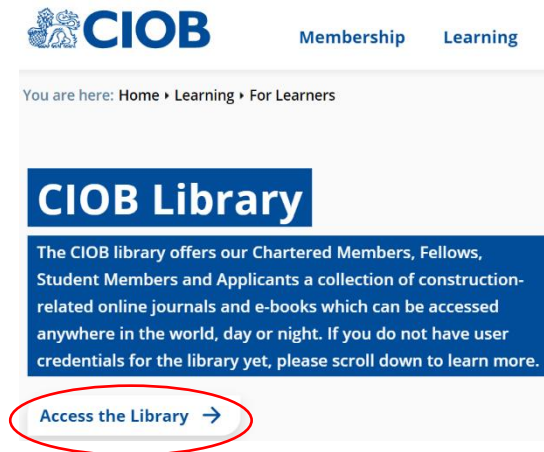 CIOB
Membership Learning
You are here: Home ‣ Learning ‣ For Learners
CIOB Library
The CIOB library offers our Chartered Members, Fellows,
Student Members and Applicants a collection of construction-
related online journals and e-books which can be accessed
anywhere in the world, day or night. If you do not have user
credentials for the library yet, please scroll down to learn more.
Access the Library →